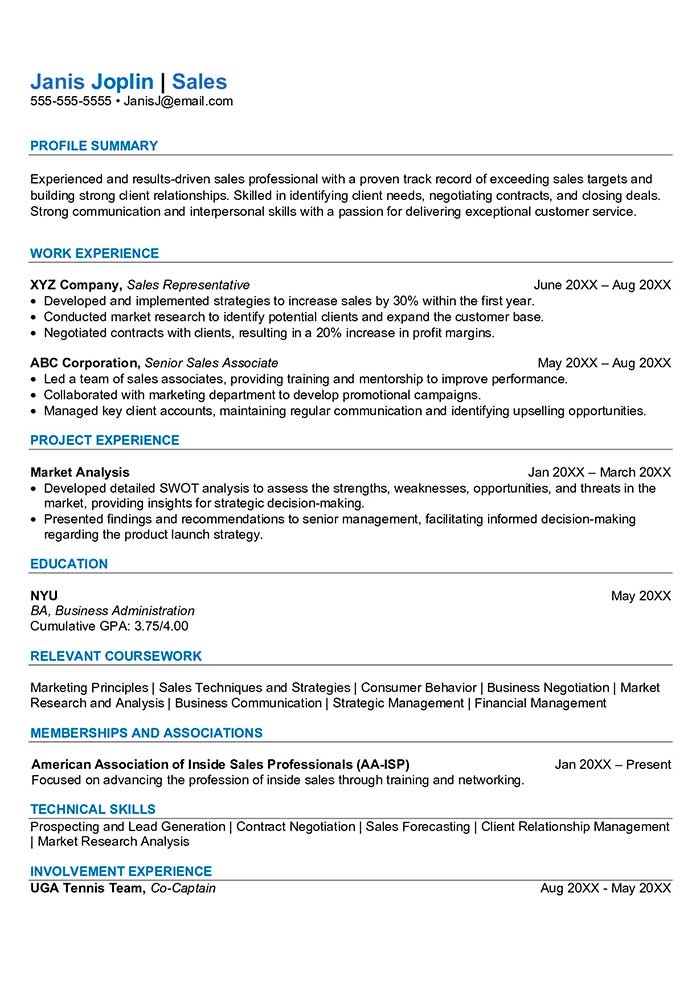 Janis Joplin | Sales
555-555-5555 • JanisJ@email.com
PROFILE SUMMARY
Experienced and results-driven sales professional with a proven track record of exceeding sales targets and
building strong client relationships. Skilled in identifying client needs, negotiating contracts, and closing deals.
Strong communication and interpersonal skills with a passion for delivering exceptional customer service.
WORK EXPERIENCE
XYZ Company, Sales Representative June 20XX – Aug 20XX
• Developed and implemented strategies to increase sales by 30% within the first year.
• Conducted market research to identify potential clients and expand the customer base.
• Negotiated contracts with clients, resulting in a 20% increase in profit margins.
ABC Corporation, Senior Sales Associate May 20XX – Aug 20XX
• Led a team of sales associates, providing training and mentorship to improve performance.
• Collaborated with marketing department to develop promotional campaigns.
• Managed key client accounts, maintaining regular communication and identifying upselling opportunities.
PROJECT EXPERIENCE
Market Analysis Jan 20XX – March 20XX
• Developed detailed SWOT analysis to assess the strengths, weaknesses, opportunities, and threats in the
market, providing insights for strategic decision-making.
• Presented findings and recommendations to senior management, facilitating informed decision-making
regarding the product launch strategy.
EDUCATION
NYU May 20XX
BA, Business Administration
Cumulative GPA: 3.75/4.00
RELEVANT COURSEWORK
Marketing Principles | Sales Techniques and Strategies | Consumer Behavior | Business Negotiation | Market
Research and Analysis | Business Communication | Strategic Management | Financial Management
MEMBERSHIPS AND ASSOCIATIONS
American Association of Inside Sales Professionals (AA-ISP) Jan 20XX – Present
Focused on advancing the profession of inside sales through training and networking.
TECHNICAL SKILLS
Prospecting and Lead Generation | Contract Negotiation | Sales Forecasting | Client Relationship Management
| Market Research Analysis
INVOLVEMENT EXPERIENCE
UGA Tennis Team, Co-Captain Aug 20XX - May 20XX